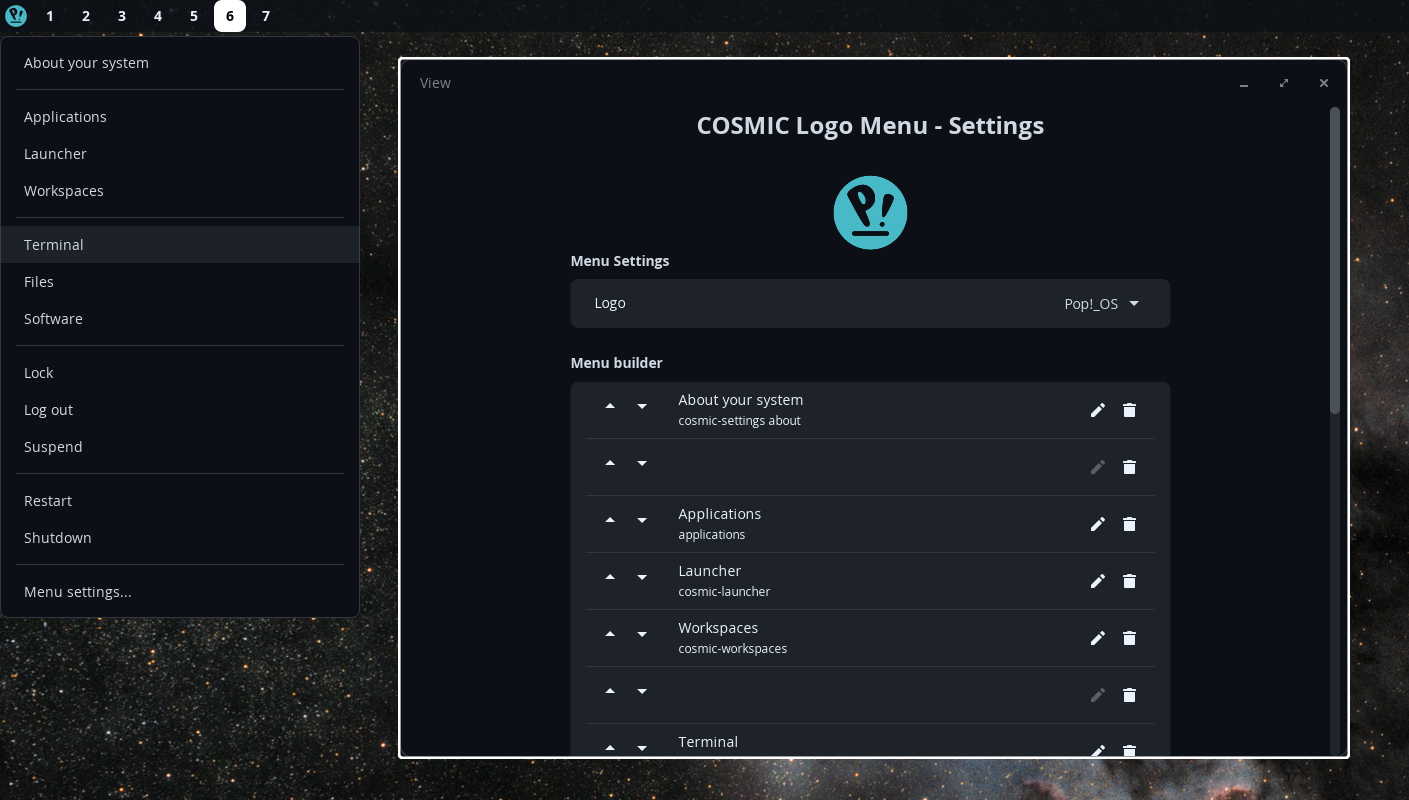 1 2 3 4 5 6 7
About your system
Applications
Launcher
Workspaces
Terminal
Files
Software
Lock
Log out
Suspend
Restart
Shutdown
Menu settings...
View
COSMIC Logo Menu - Settings
P!
Menu Settings
Logo Pop!_OS
Menu builder
About your system
cosmic-settings about
Applications
applications
Launcher
cosmic-launcher
Workspaces
cosmic-workspaces
Terminal